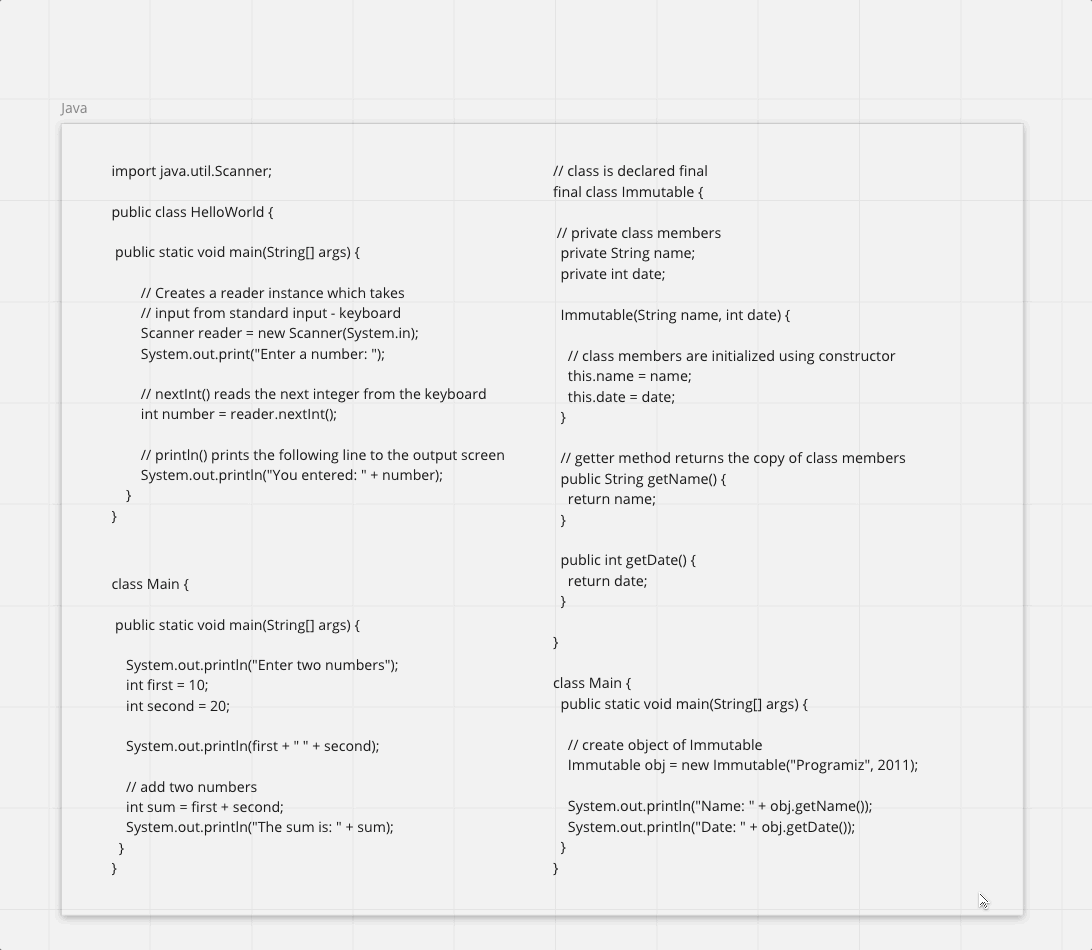 Java
import java.util.Scanner;
public class HelloWorld {
public static void main(String[] args) {
// Creates a reader instance which takes
// input from standard input - keyboard
Scanner reader = new Scanner(System.in);
System.out.print("Enter a number: ");
// nextInt() reads the next integer from the keyboard
int number = reader.nextInt();
// println() prints the following line to the output screen
System.out.println("You entered: " + number);
}
}
class Main {
public static void main(String[] args) {
System.out.println("Enter two numbers");
int first = 10;
int second = 20;
System.out.println(first + " " + second);
// add two numbers
int sum = first + second;
System.out.println("The sum is: " + sum);
}
}
// class is declared final
final class Immutable {
// private class members
private String name;
private int date;
Immutable(String name, int date) {
// class members are initialized using constructor
this.name = name;
this.date = date;
}
// getter method returns the copy of class members
public String getName() {
return name;
}
public int getDate() {
return date;
}
}
class Main {
public static void main(String[] args) {
// create object of Immutable
Immutable obj = new Immutable("Programiz", 2011);
System.out.println("Name: " + obj.getName());
System.out.println("Date: " + obj.getDate());
}
}